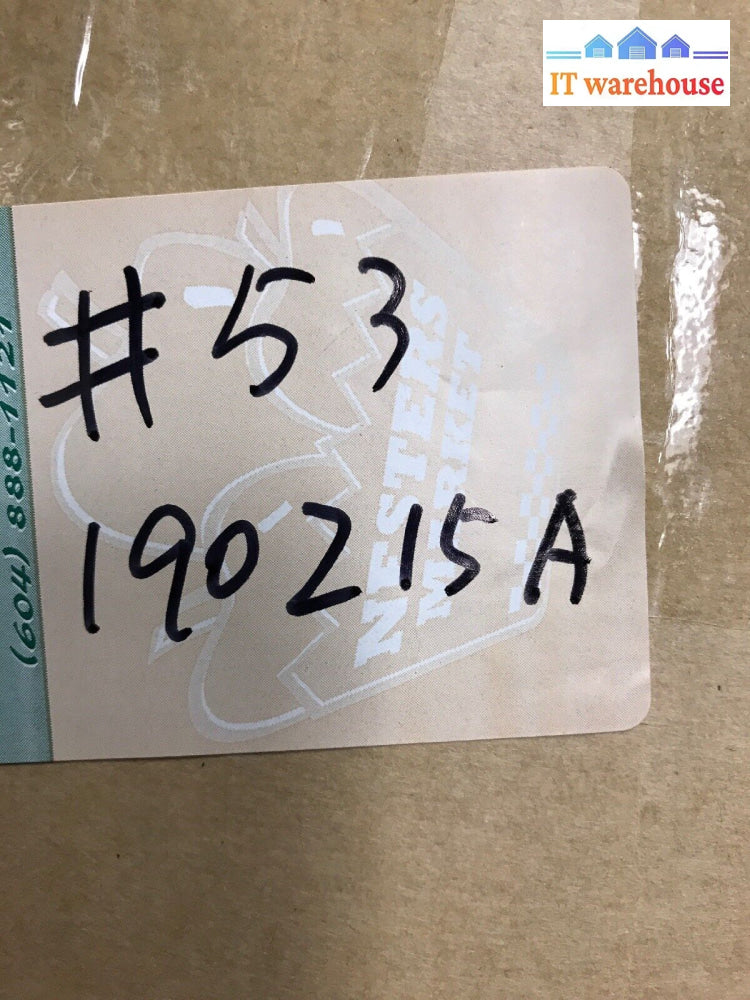 IT warehouse
#53
190215A
NESTERS
MARKET
(604) 888-1121